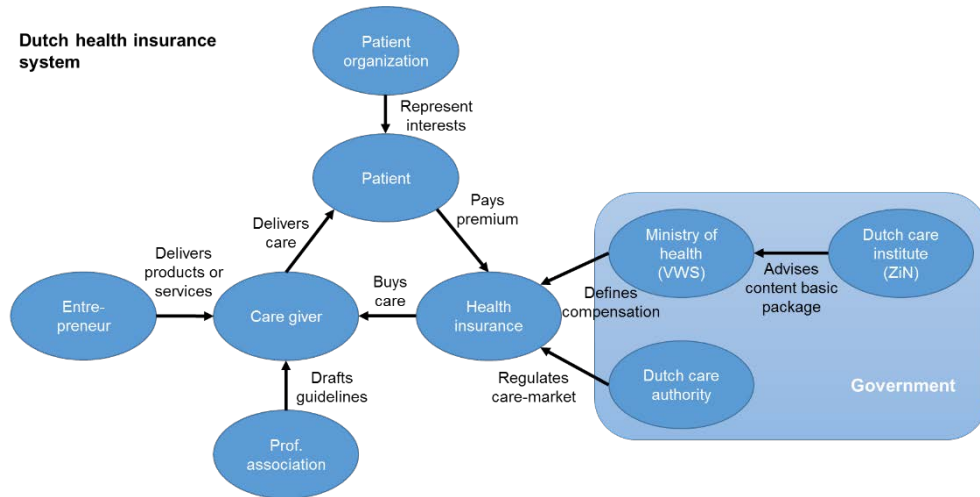 Dutch health insurance
system
Patient
organization
Represent
interests
Patient
Pays
premium
Delivers
care
Delivers
products or
services
Entre-
preneur
Care giver
Buys
care
Health
insurance
Defines
compensation
Ministry of
health
(VWS)
Advises
content basic
package
Dutch care
institute
(ZiN)
Regulates
care-market
Dutch care
authority
Government
Drafts
guidelines
Prof.
association